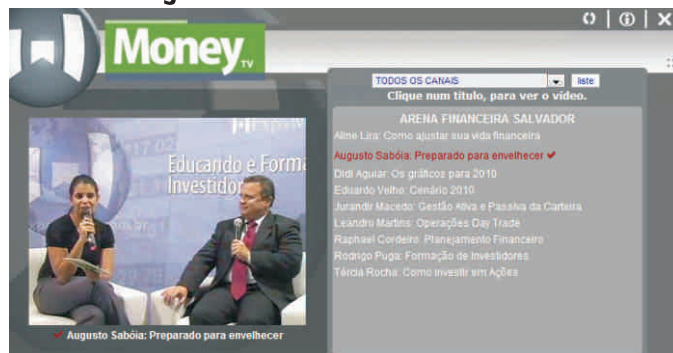 Money
TV
TODOS OS CANAIS
liste
Clique num título, para ver o vídeo.
ARENA FINANCEIRA SALVADOR
Aline Lira: Como ajustar sua vida financeira
Augusto Sabóia: Preparado para envelhecer
Didi Aguiar: Os gráficos para 2010
Eduardo Velho: Cenário 2010
Jurandir Macedo: Gestão Ativa e Passiva da Carteira
Leandro Martins: Operações Day Trade
Raphael Cordeiro: Planejamento Financeiro
Rodrigo Puga: Formação de Investidores
Tércia Rocha: Como investir em Ações
Educando e Forma
Investido
Augusto Sabóia: Preparado para envelhecer